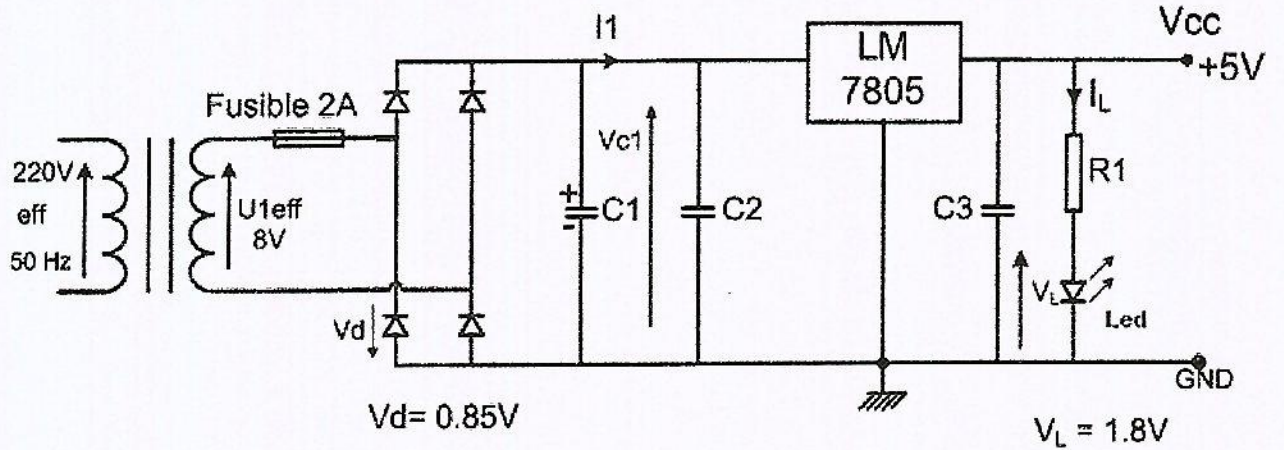 I1
LM
7805
Vcc
+5V
Fusible 2A
IL
220V
eff
50 Hz
U1eff
8V
Vc1
+
-
C1
C2
C3
R1
Vd
VL
Led
GND
Vd= 0.85V
VL = 1.8V